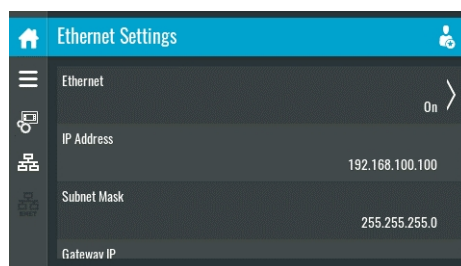 Ethernet Settings
Ethernet
On
IP Address
192.168.100.100
Subnet Mask
255.255.255.0
Gateway IP